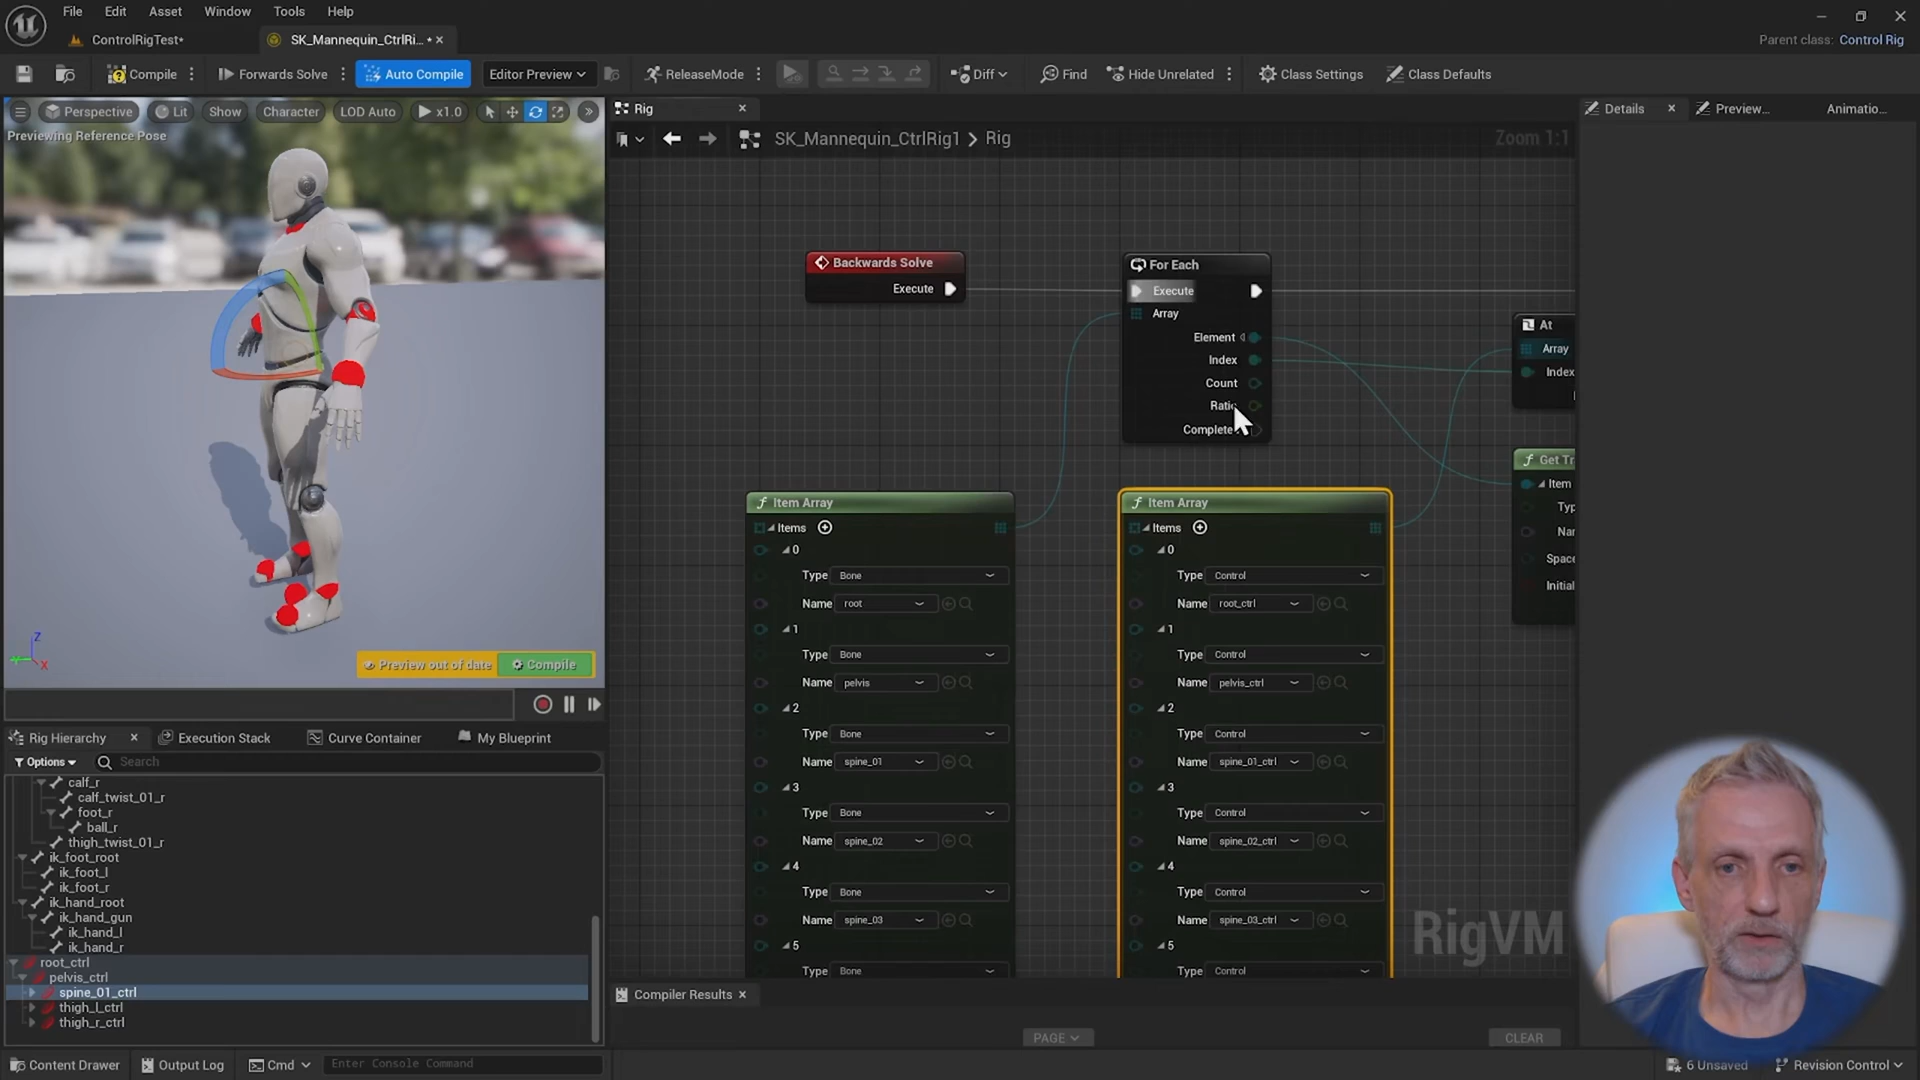 File Edit Asset Window Tools Help
ControlRigTest*
SK_Mannequin_CtrlRi... *
Parent class: Control Rig
Compile
Forwards Solve
Auto Compile
Editor Preview
ReleaseMode
Diff
Find
Hide Unrelated
Class Settings
Class Defaults
Perspective
Lit
Show
Character
LOD Auto
x1.0
Previewing Reference Pose
Preview out of date
Compile
Z
X
Rig
SK_Mannequin_CtrlRig1 > Rig
Zoom 1:1
Backwards Solve
Execute
For Each
Execute
Array
Element
Index
Count
Complete
At
Array
Index
Item
Item Array
Items
0
Type Bone
Name root
1
Type Bone
Name pelvis
2
Type Bone
Name spine_01
3
Type Bone
Name spine_02
4
Type Bone
Name spine_03
5
Type Bone
Item Array
Items
0
Type Control
Name root_ctrl
1
Type Control
Name pelvis_ctrl
2
Type Control
Name spine_01_ctrl
3
Type Control
Name spine_02_ctrl
4
Type Control
Name spine_03_ctrl
5
Type Control
RigVM
Details
Preview...
Animatio...
Rig Hierarchy
Execution Stack
Curve Container
My Blueprint
Options
Search
calf_r
calf_twist_01_r
foot_r
ball_r
thigh_twist_01_r
ik_foot_root
ik_foot_l
ik_foot_r
ik_hand_root
ik_hand_gun
ik_hand_l
ik_hand_r
root_ctrl
pelvis_ctrl
spine_01_ctrl
thigh_l_ctrl
thigh_r_ctrl
Compiler Results
PAGE
CLEAR
Content Drawer
Output Log
Cmd
Enter Console Command
6 Unsaved
Revision Control